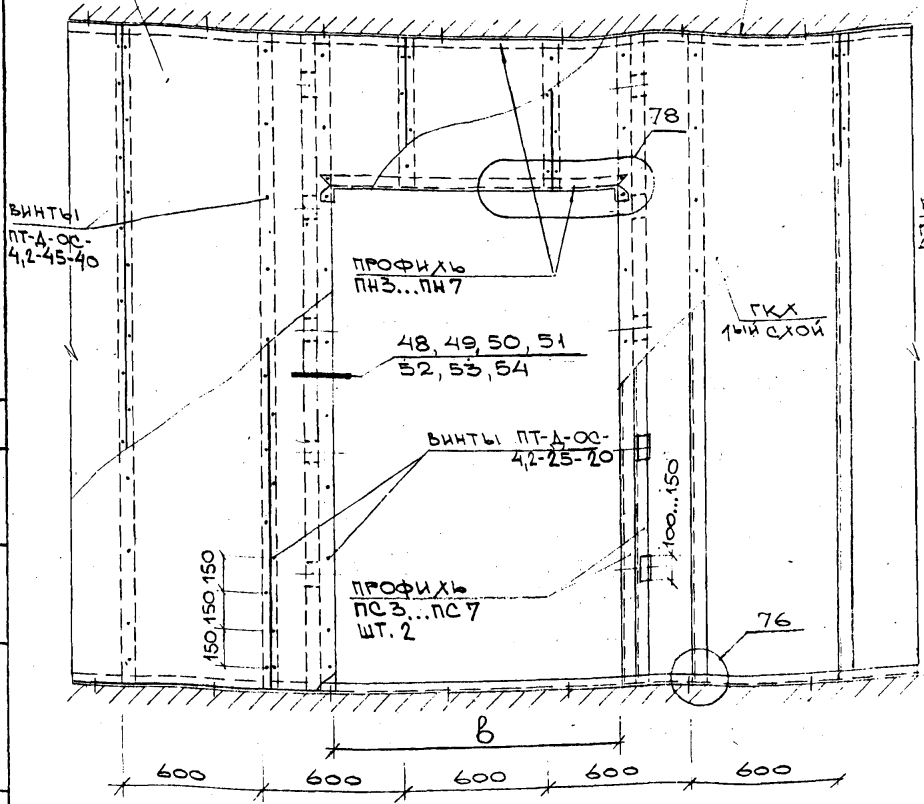 78
ВИНТЫ
ПТ-Д-ОС-
4,2-45-40
ПРОФИЛЬ
ПН3...ПН7
ГКЛ
1ЫЙ СЛОЙ
48, 49, 50, 51
52, 53, 54
ВИНТЫ ПТ-Д-ОС-
4,2-25-20
100...150
150 150 150
ПРОФИЛЬ
ПС3...ПС7
ШТ. 2
76
В
600 600 600 600 600